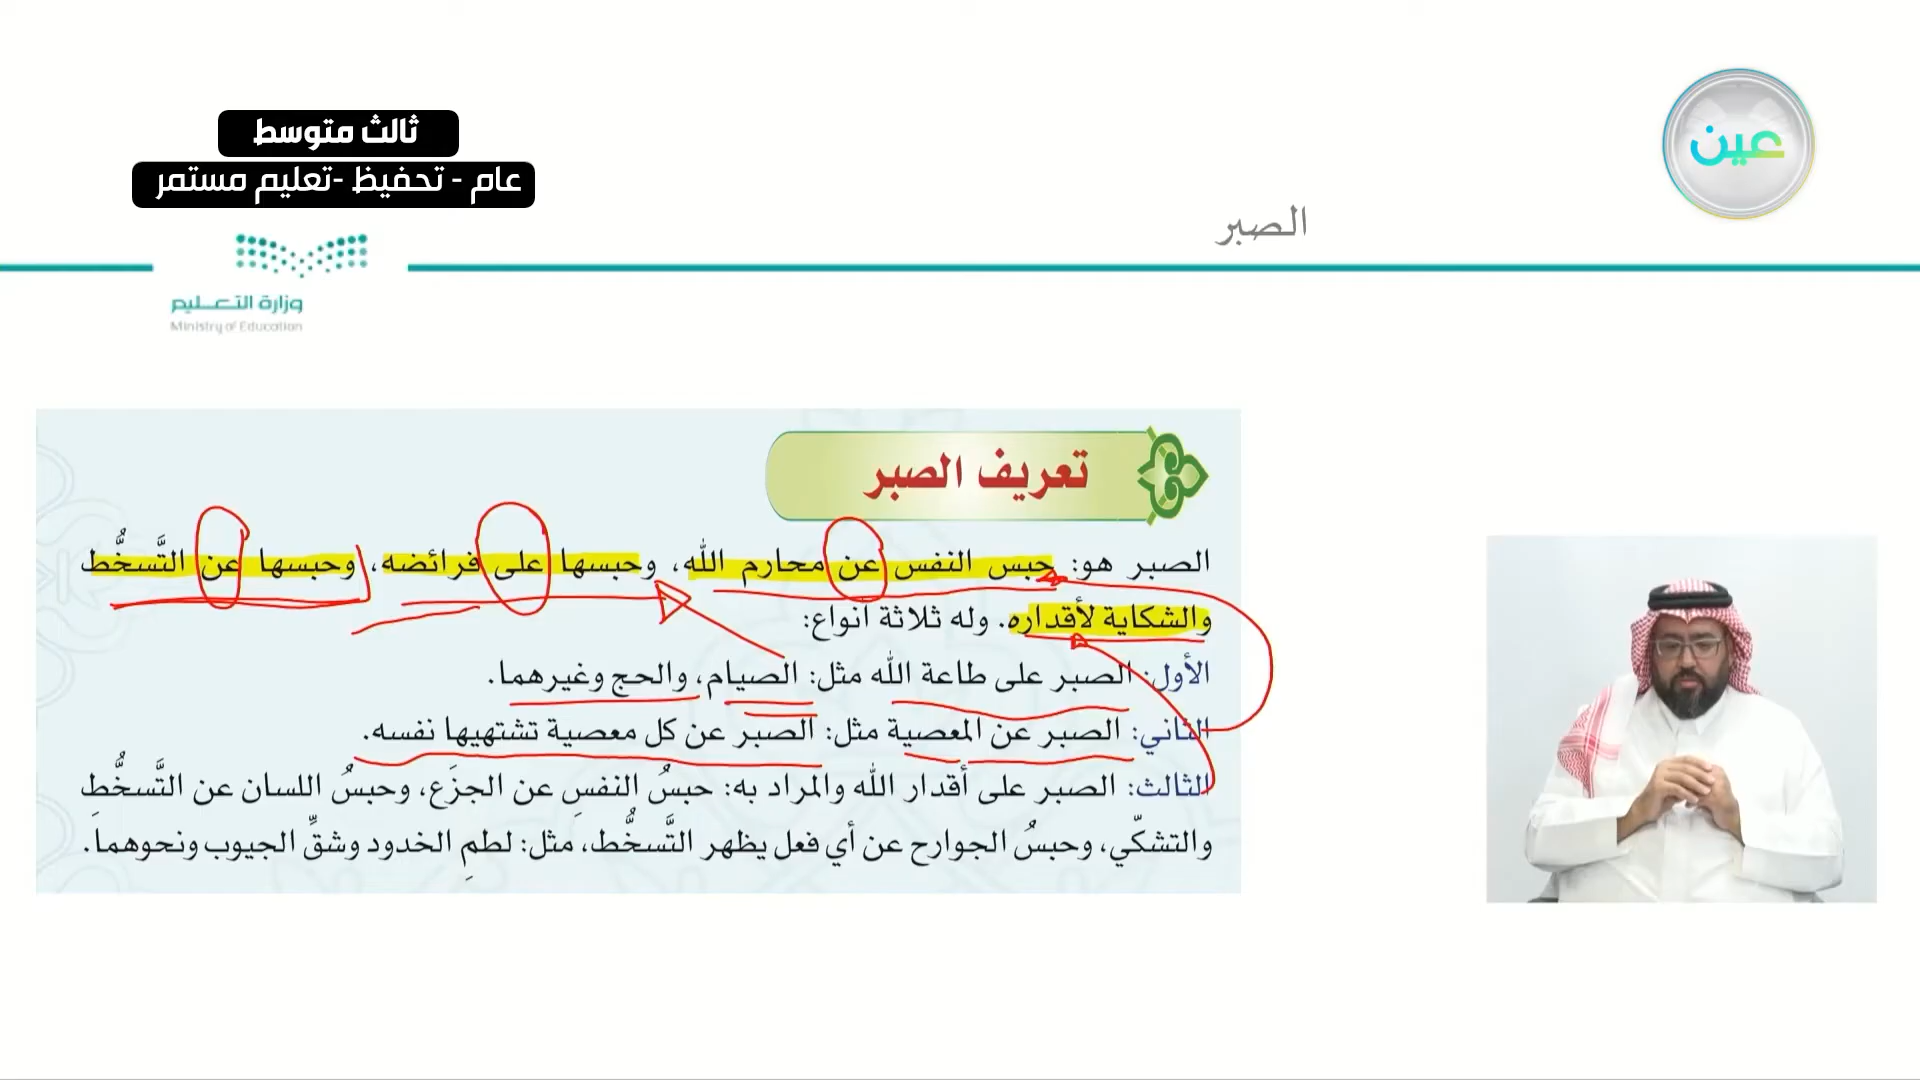 ثالث متوسط
عام - تحفيظ -تعليم مستمر
عين
الصبر
وزارة التعليم
Ministry of Education
تعريف الصبر
الصبر هو: حبس النفس عن محارم الله، وحبسها على فرائضه، وحبسها عن التَّسخُّط
والشكاية لأقداره. وله ثلاثة أنواع:
الأول: الصبر على طاعة الله مثل: الصيام، والحج وغيرهما.
الثاني: الصبر عن المعصية مثل: الصبر عن كل معصية تشتهيها نفسه.
الثالث: الصبر على أقدار الله والمراد به: حبسُ النفسِ عن الجزَع، وحبسُ اللسان عن التَّسخُّطِ
والتشكّي، وحبسُ الجوارح عن أي فعل يظهر التَّسخُّط، مثل: لطمِ الخدود وشقِّ الجيوب ونحوهما.